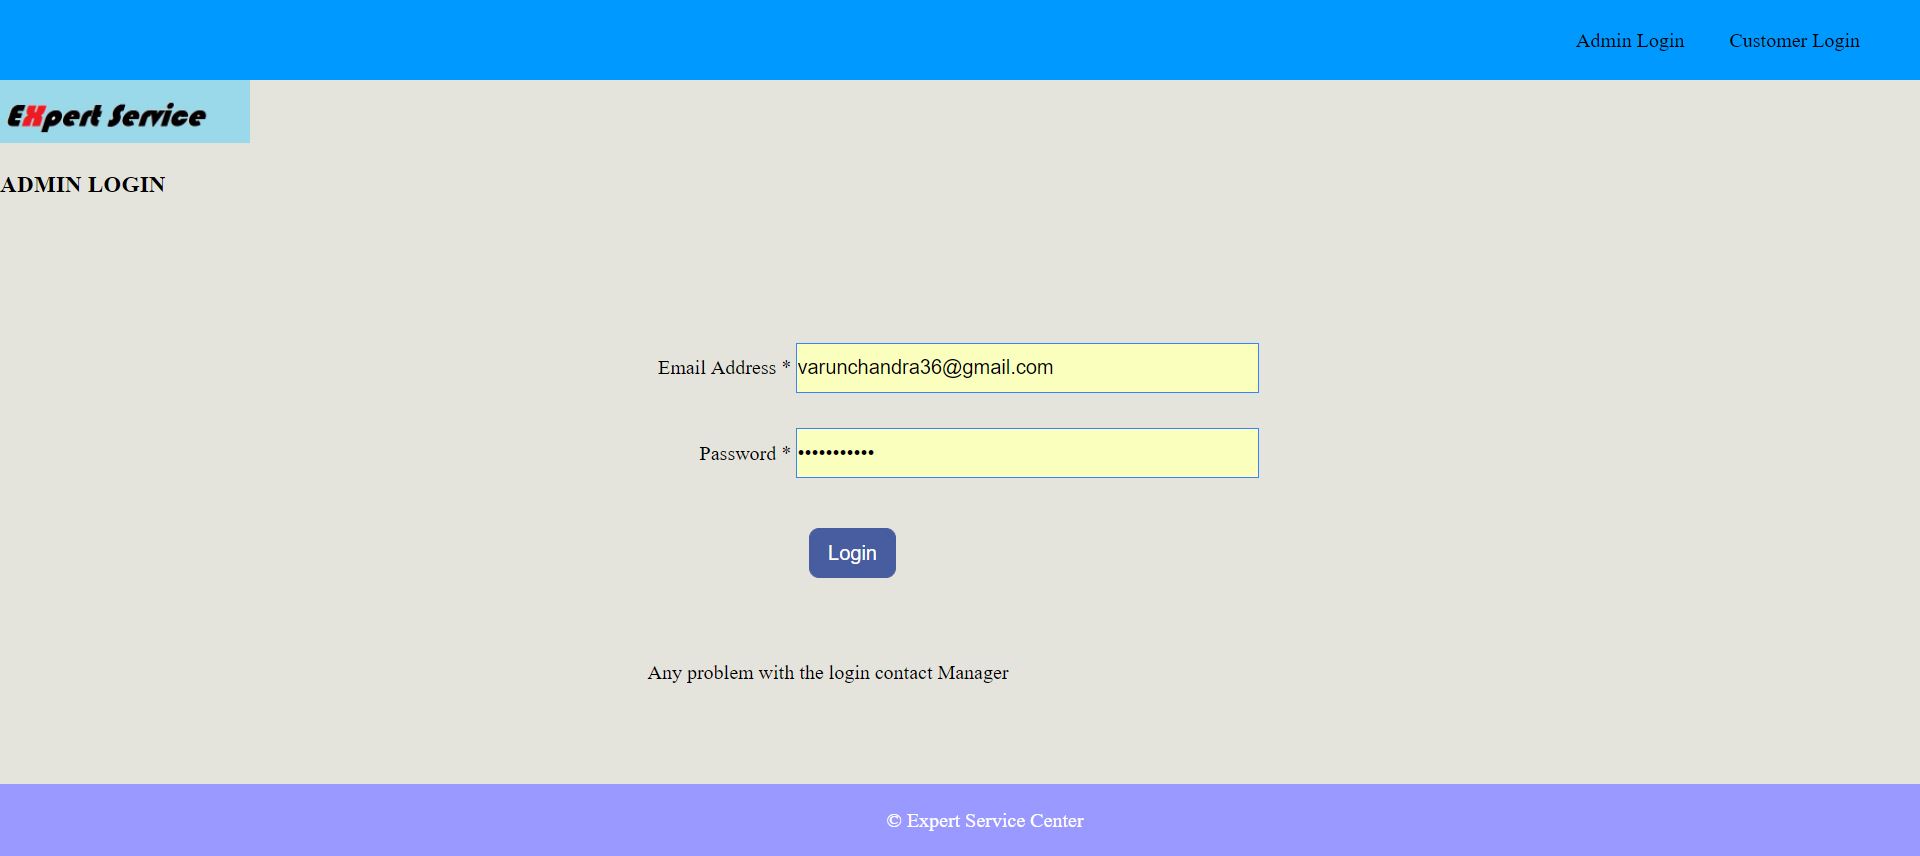 Admin Login Customer Login
EXpert Service
ADMIN LOGIN
Email Address * varunchandra36@gmail.com
Password * •••••••••••
Login
Any problem with the login contact Manager
© Expert Service Center